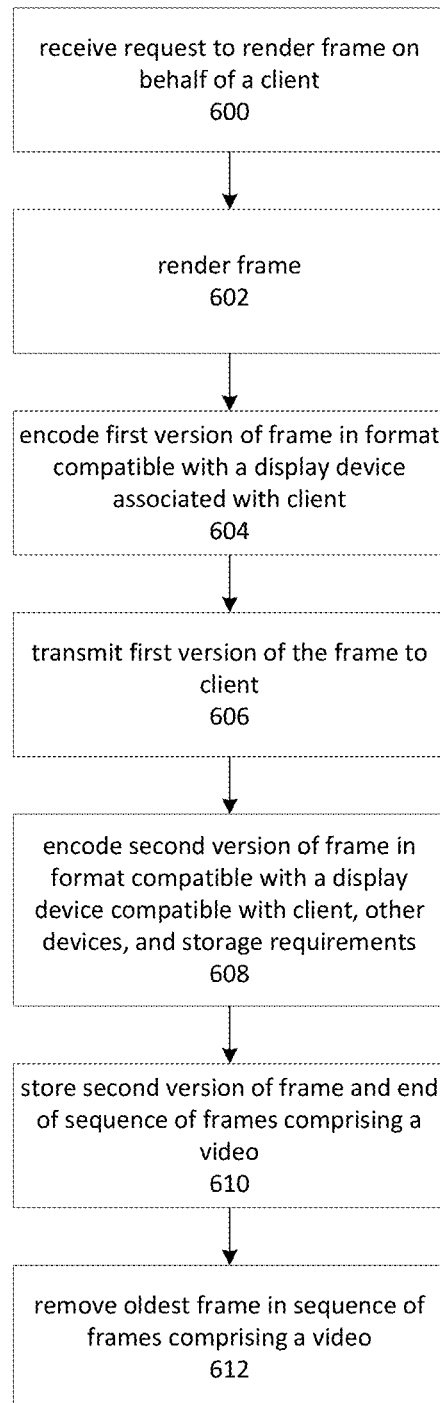 receive request to render frame on
behalf of a client
600
render frame
602
encode first version of frame in format
compatible with a display device
associated with client
604
transmit first version of the frame to
client
606
encode second version of frame in
format compatible with a display
device compatible with client, other
devices, and storage requirements
608
store second version of frame and end
of sequence of frames comprising a
video
610
remove oldest frame in sequence of
frames comprising a video
612